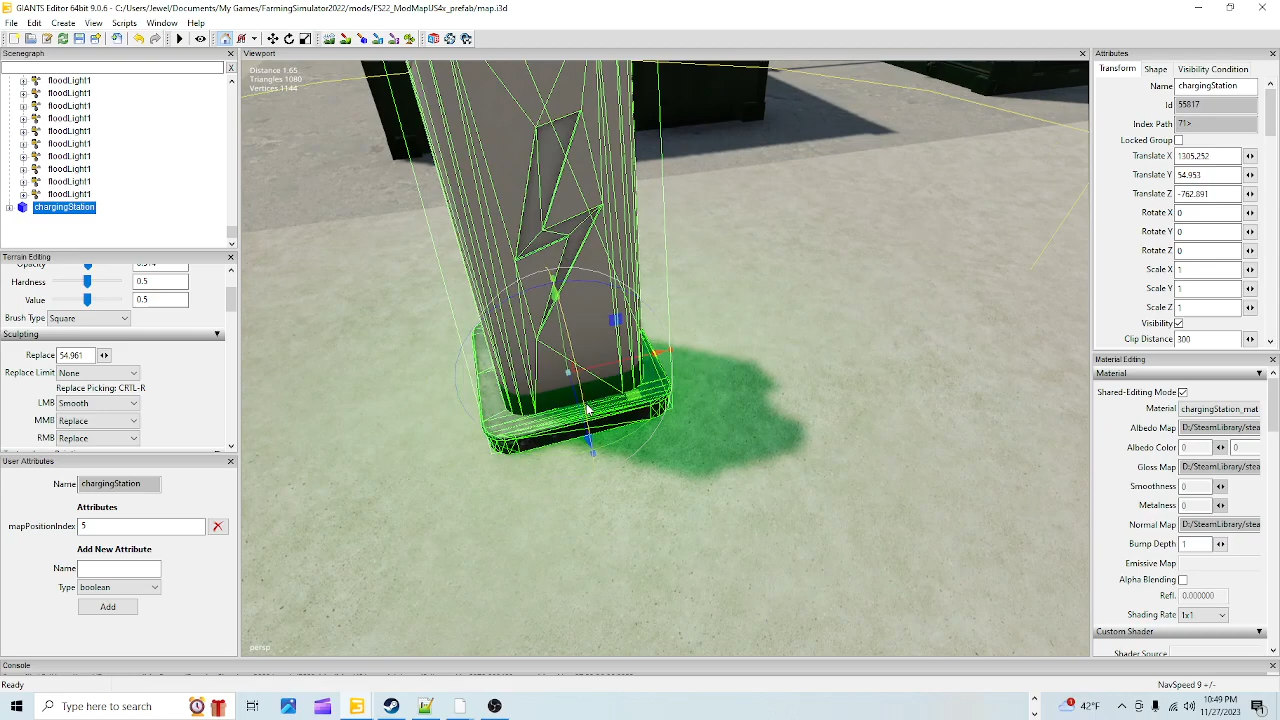 GIANTS Editor 64bit 9.0.6 - C:/Users/Jewel/Documents/My Games/FarmingSimulator2022/mods/FS22_ModMapUS4x_prefab/map.i3d
File Edit Create View Scripts Window Help
Scenegraph
X
floodLight1
floodLight1
floodLight1
floodLight1
floodLight1
floodLight1
floodLight1
floodLight1
floodLight1
floodLight1
chargingStation
Terrain Editing
Hardness 0.5
Value 0.5
Brush Type Square
Sculpting
Replace 54.961
Replace Limit None
Replace Picking: CRTL-R
LMB Smooth
MMB Replace
RMB Replace
User Attributes
Name chargingStation
Attributes
mapPositionIndex 5
Add New Attribute
Name
Type boolean
Add
Viewport
Distance 1.65
Triangles 1080
Vertices 1144
persp
Attributes
Transform Shape Visibility Condition
Name chargingStation
Id 55817
Index Path 71>
Locked Group
Translate X 1305.252
Translate Y 54.953
Translate Z -762.891
Rotate X 0
Rotate Y 0
Rotate Z 0
Scale X 1
Scale Y 1
Scale Z 1
Visibility
Clip Distance 300
Material Editing
Material
Shared-Editing Mode
Material chargingStation_mat
Albedo Map D:/SteamLibrary/stea
Albedo Color 0 0
Gloss Map D:/SteamLibrary/stea
Smoothness 0
Metalness 0
Normal Map D:/SteamLibrary/stea
Bump Depth 1
Emissive Map
Alpha Blending
Refl. 0.000000
Shading Rate 1x1
Custom Shader
Shader Source
Console
Ready
NavSpeed 9 +/-
Type here to search
42°F
10:49 PM
11/27/2023